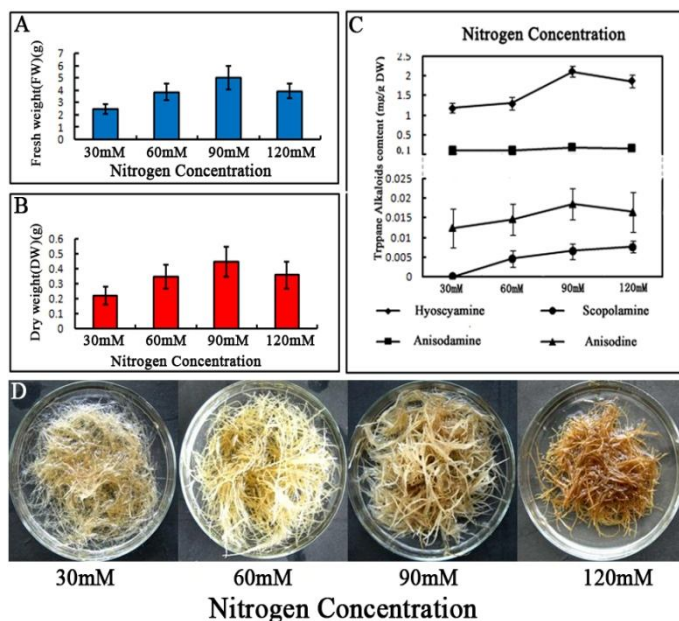 A
Fresh weight(FW)(g)
7
6
5
4
3
2
1
0
30mM 60mM 90mM 120mM
Nitrogen Concentration
B
Dry weight(DW)(g)
0.6
0.5
0.4
0.3
0.2
0.1
0
30mM 60mM 90mM 120mM
Nitrogen Concentration
C
Nitrogen Concentration
Trppane Alkaloids comtent (mg/g DW)
2.5
2
1.5
1
0.5
0.1
0.025
0.02
0.015
0.01
0.005
0
30mM 60mM 90mM 120mM
Hyoscyamine Scopolamine
Anisodamine Anisodine
D
30mM 60mM 90mM 120mM
Nitrogen Concentration